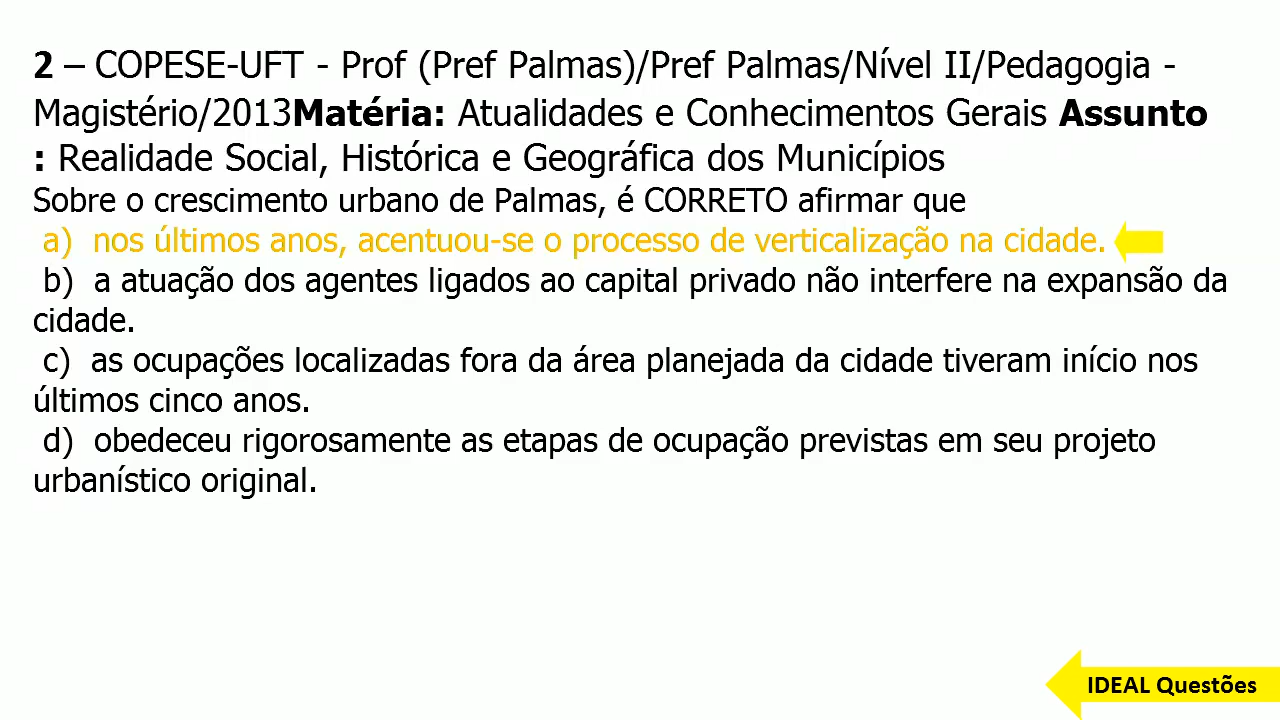 2 – COPESE-UFT - Prof (Pref Palmas)/Pref Palmas/Nível II/Pedagogia -
Magistério/2013Matéria: Atualidades e Conhecimentos Gerais Assunto
: Realidade Social, Histórica e Geográfica dos Municípios
Sobre o crescimento urbano de Palmas, é CORRETO afirmar que
a) nos últimos anos, acentuou-se o processo de verticalização na cidade.
b) a atuação dos agentes ligados ao capital privado não interfere na expansão da
cidade.
c) as ocupações localizadas fora da área planejada da cidade tiveram início nos
últimos cinco anos.
d) obedeceu rigorosamente as etapas de ocupação previstas em seu projeto
urbanístico original.
IDEAL Questões